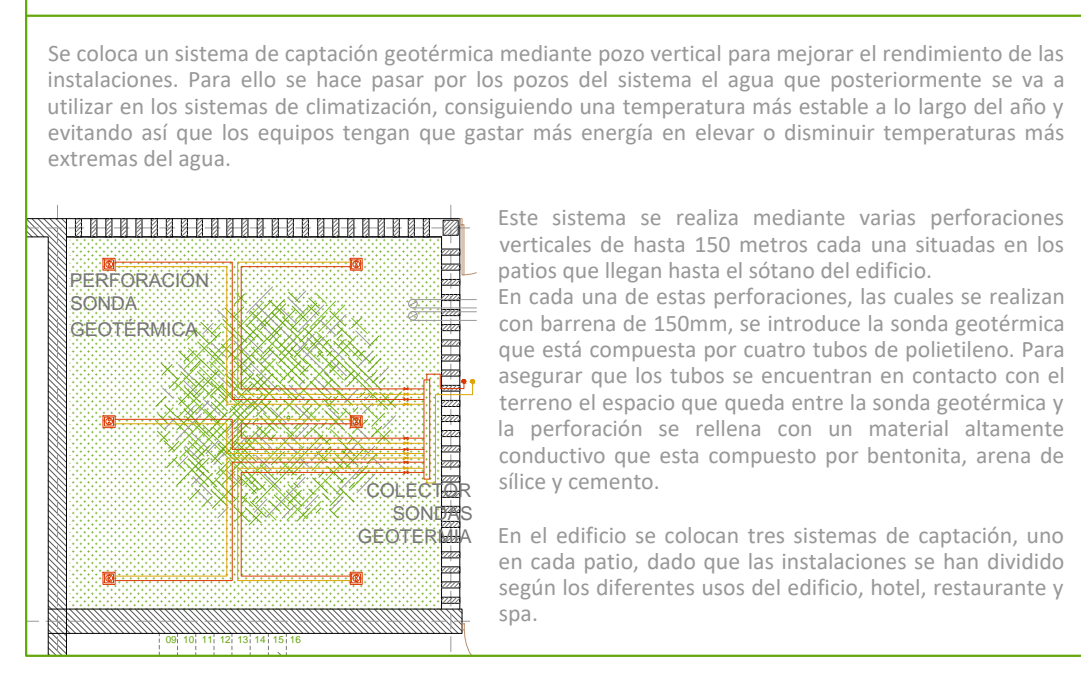 Se coloca un sistema de captación geotérmica mediante pozo vertical para mejorar el rendimiento de las
instalaciones. Para ello se hace pasar por los pozos del sistema el agua que posteriormente se va a
utilizar en los sistemas de climatización, consiguiendo una temperatura más estable a lo largo del año y
evitando así que los equipos tengan que gastar más energía en elevar o disminuir temperaturas más
extremas del agua.
PERFORACIÓN
SONDA
GEOTÉRMICA
COLECTOR
SONDAS
GEOTERMIA
09 10 11 12 13 14 15 16
Este sistema se realiza mediante varias perforaciones
verticales de hasta 150 metros cada una situadas en los
patios que llegan hasta el sótano del edificio.
En cada una de estas perforaciones, las cuales se realizan
con barrena de 150mm, se introduce la sonda geotérmica
que está compuesta por cuatro tubos de polietileno. Para
asegurar que los tubos se encuentran en contacto con el
terreno el espacio que queda entre la sonda geotérmica y
la perforación se rellena con un material altamente
conductivo que esta compuesto por bentonita, arena de
sílice y cemento.
En el edificio se colocan tres sistemas de captación, uno
en cada patio, dado que las instalaciones se han dividido
según los diferentes usos del edificio, hotel, restaurante y
spa.